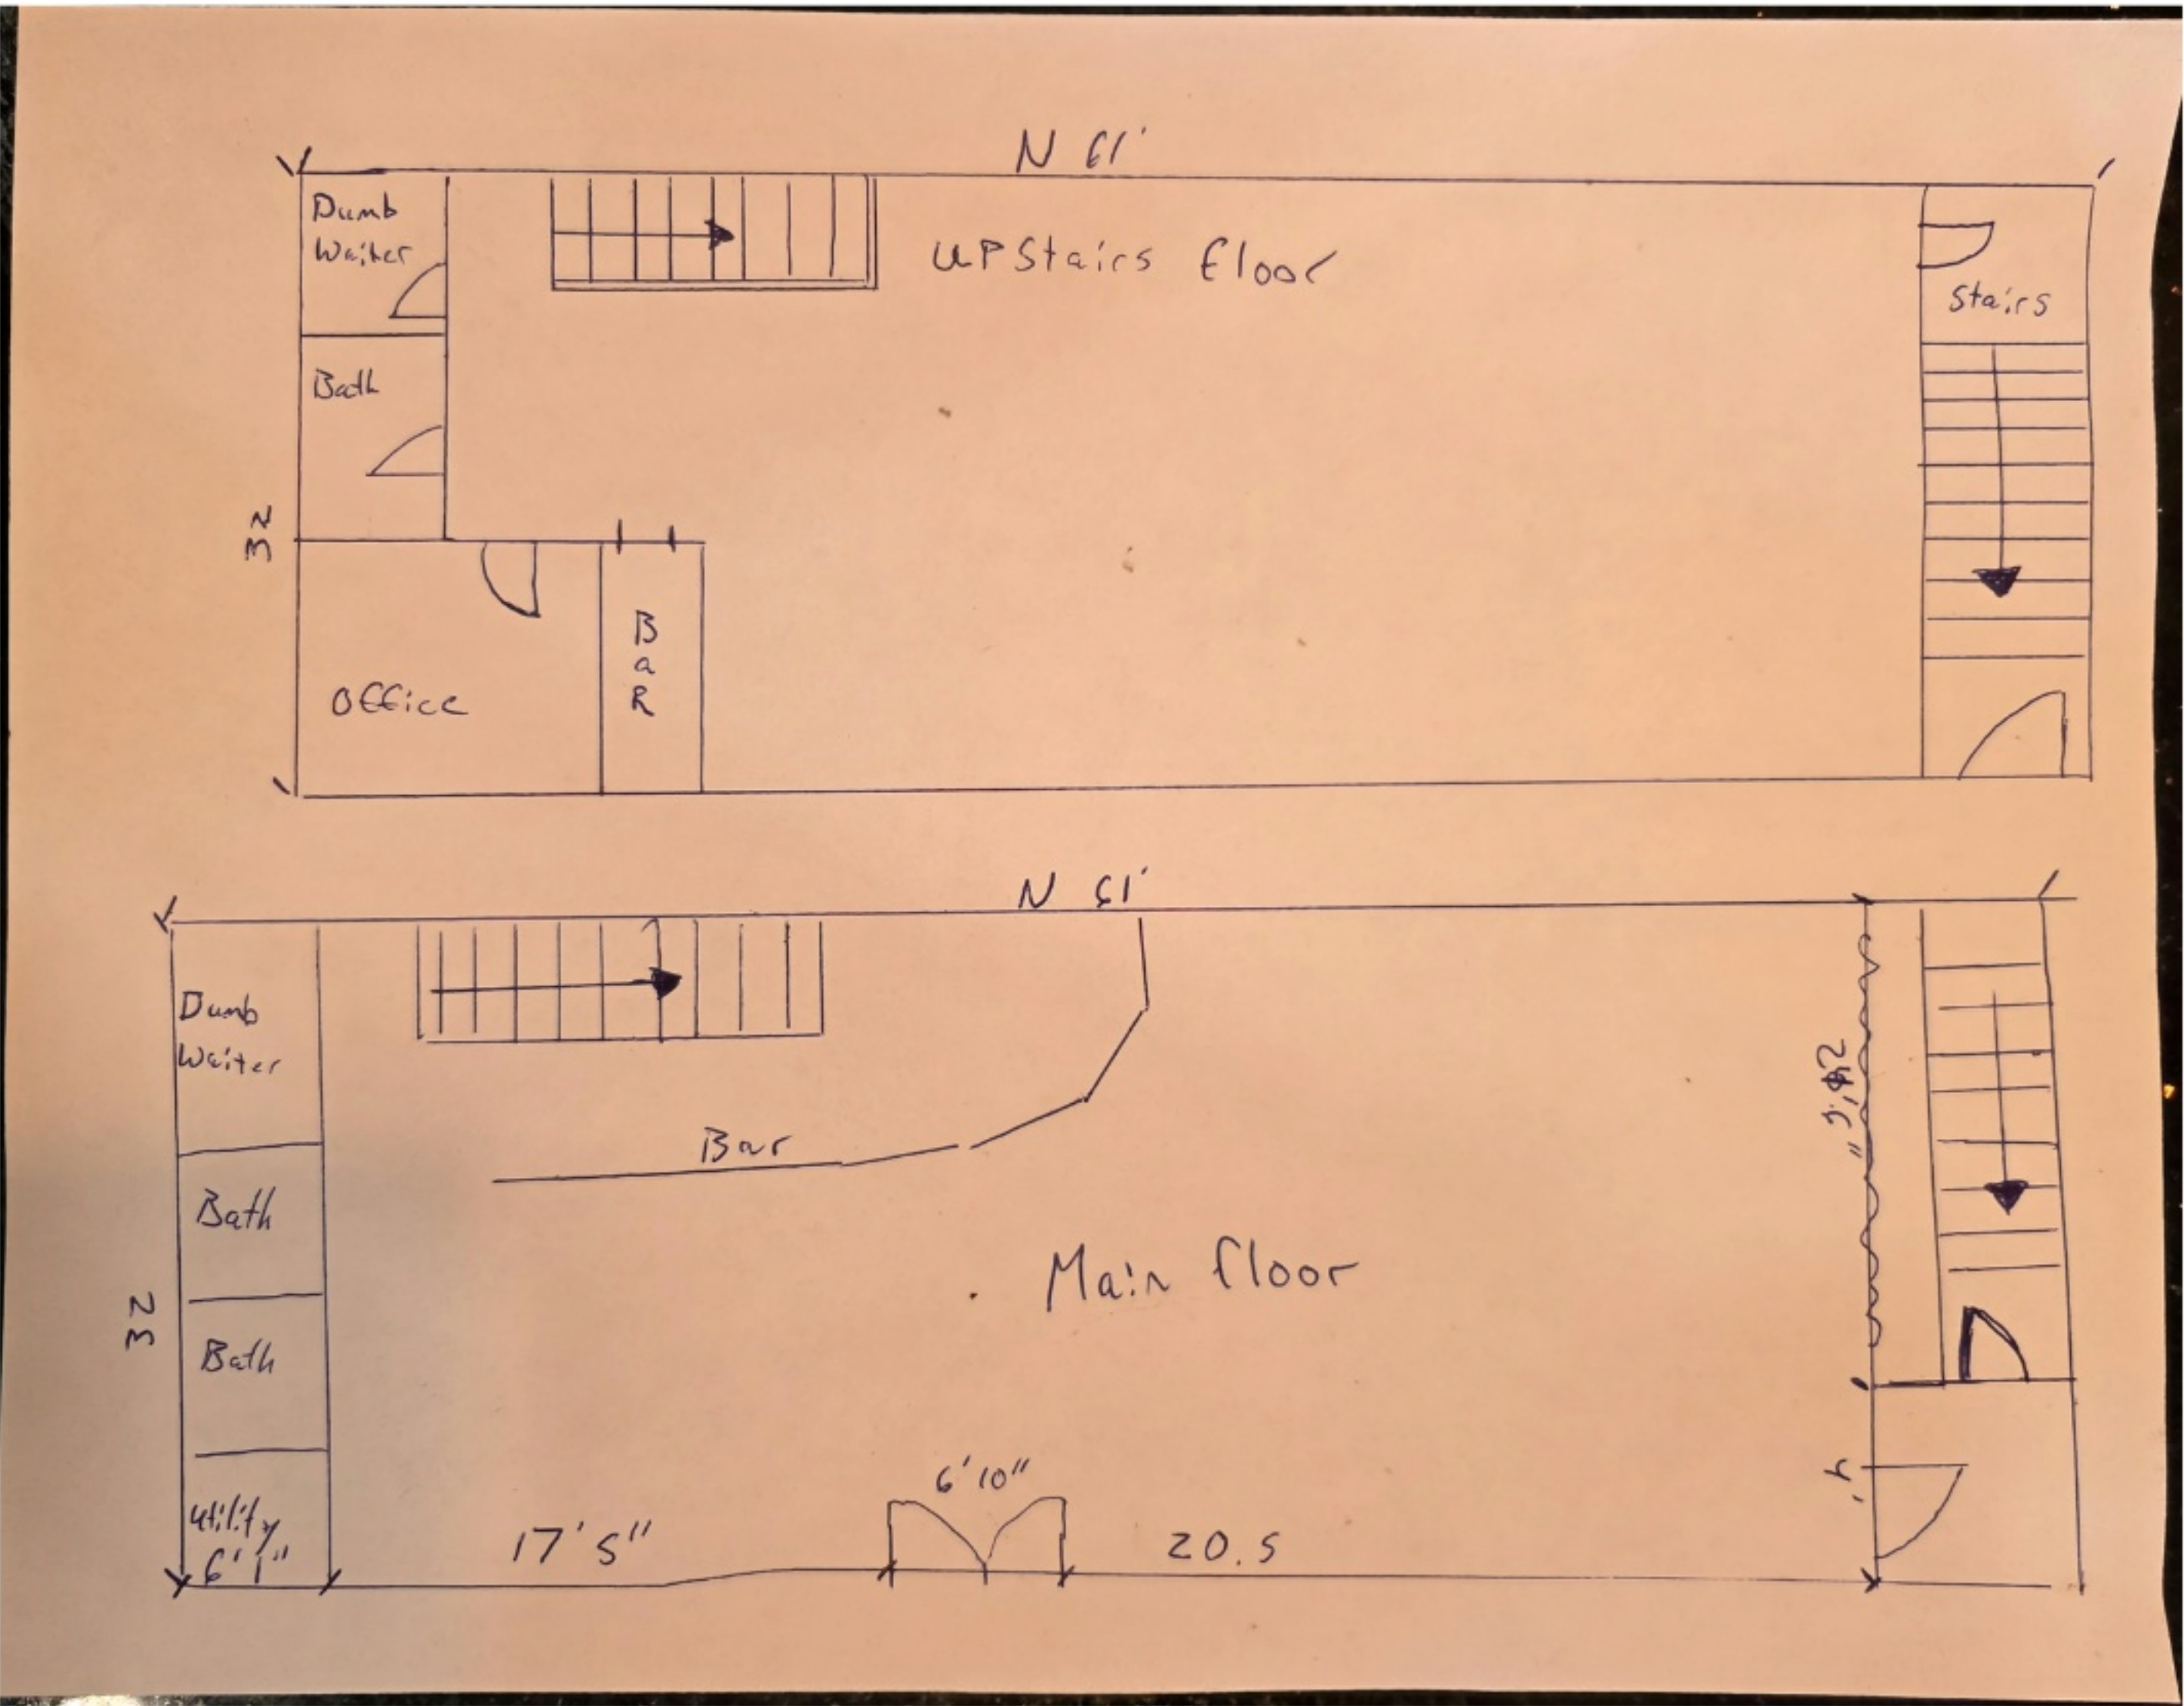 N 61'
Dumb
Waiter
UPStairs floor
Stairs
Bath
32
Office
B
a
R
N 61'
Dumb
Waiter
Bar
Bath
Main floor
32
Bath
6'10"
4'
utility
6'1"
17'5"
20.5